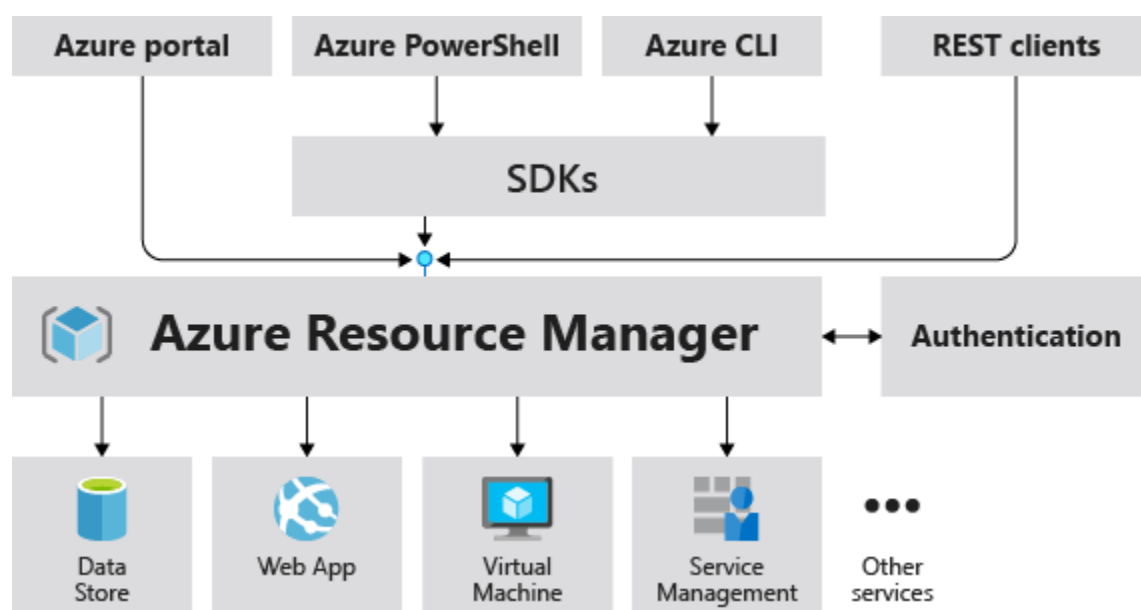 Azure portal
Azure PowerShell
Azure CLI
REST clients
SDKs
Azure Resource Manager
Authentication
Data
Store
Web App
Virtual
Machine
Service
Management
Other
services